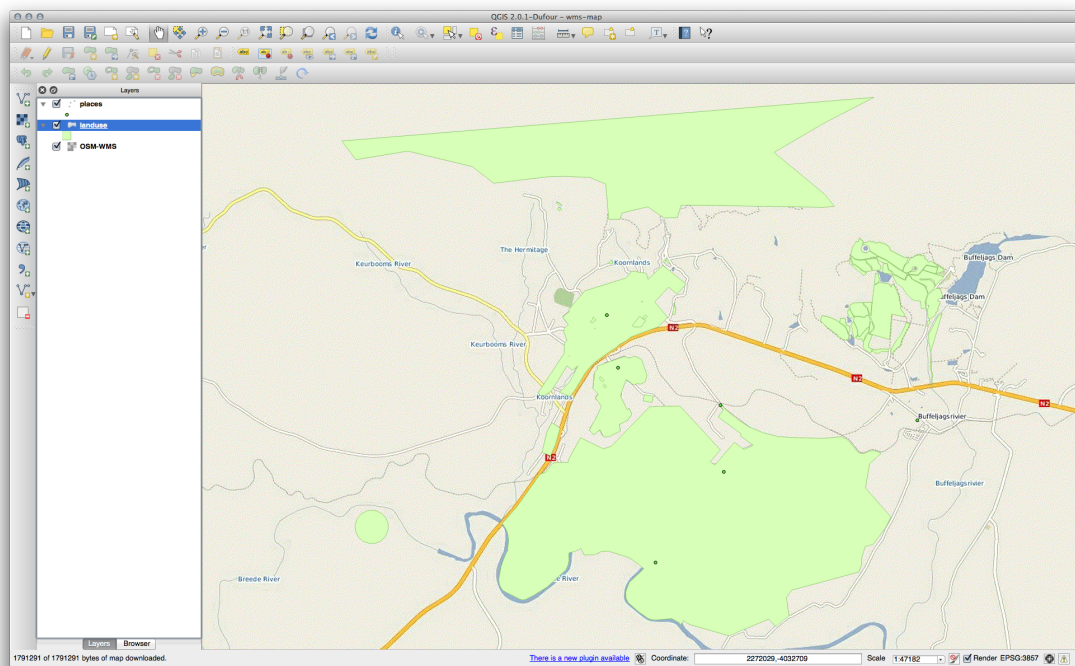 QGIS 2.0.1-Dufour - wms-map
Layers
places
landuse
OSM-WMS
The Hermitage
Keurbooms River
Koornlands
Buffeljags Dam
ffeljags Dam
N2
Keurbooms River
N2
Koornlands
N2
Buffeljagsrivier
N2
Buffeljagsrivier
Breede River
e River
Layers
Browser
1791291 of 1791291 bytes of map downloaded.
There is a new plugin available
Coordinate:
2272029,-4032709
Scale
1:47182
Render
EPSG:3857